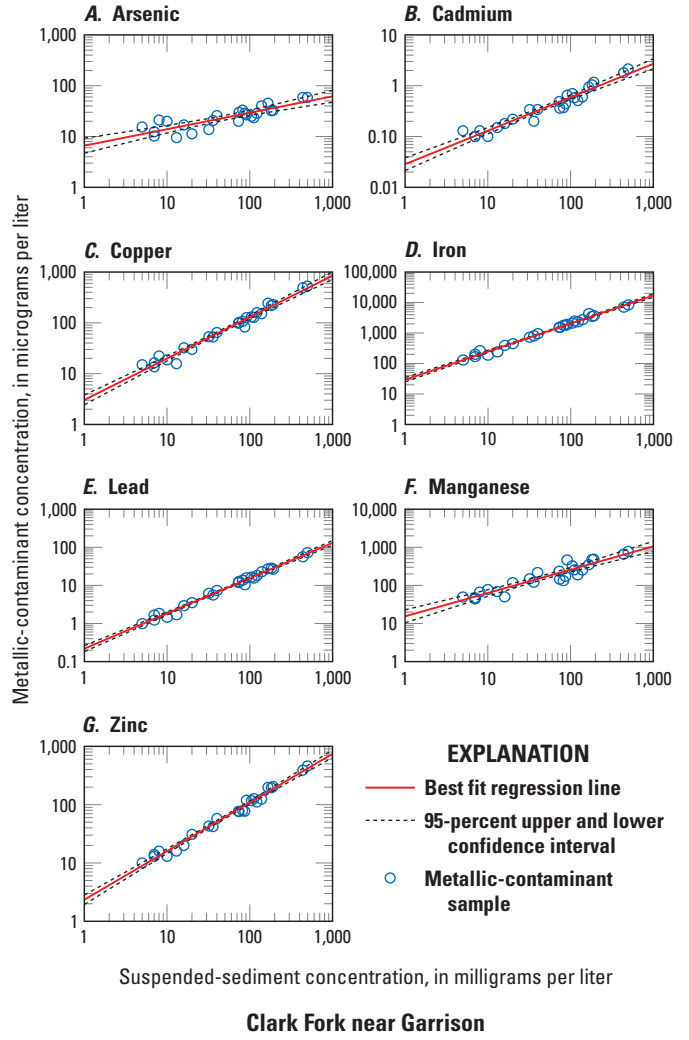 A. Arsenic
B. Cadmium
1,000
100
10
1
1 10 100 1,000
10
1
0.10
0.01
1 10 100 1,000
C. Copper
D. Iron
1,000
100
10
1
1 10 100 1,000
100,000
10,000
1,000
100
10
1
1 10 100 1,000
E. Lead
F. Manganese
1,000
100
10
1
0.1
1 10 100 1,000
10,000
1,000
100
10
1
1 10 100 1,000
G. Zinc
1,000
100
10
1
1 10 100 1,000
Metallic-contaminant concentration, in micrograms per liter
EXPLANATION
Best fit regression line
95-percent upper and lower
confidence interval
Metallic-contaminant
sample
Suspended-sediment concentration, in milligrams per liter
Clark Fork near Garrison